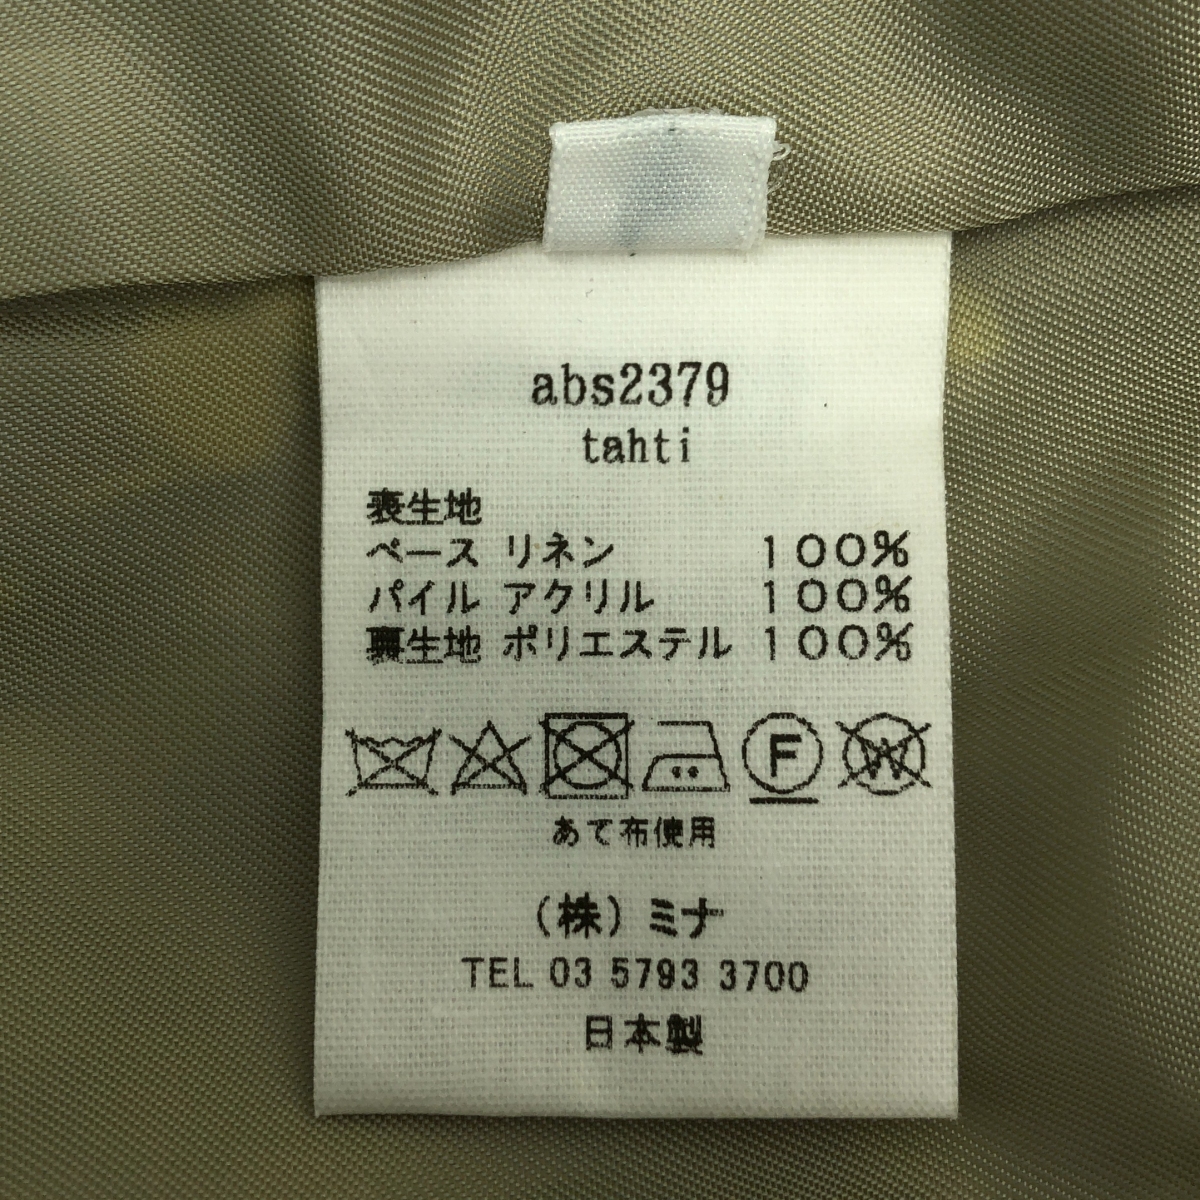 abs2379
tahti
表生地
ベース リネン 100%
パイル アクリル 100%
裏生地 ポリエステル 100%
F W
あて布使用
（株）ミナ
TEL 03 5793 3700
日本製